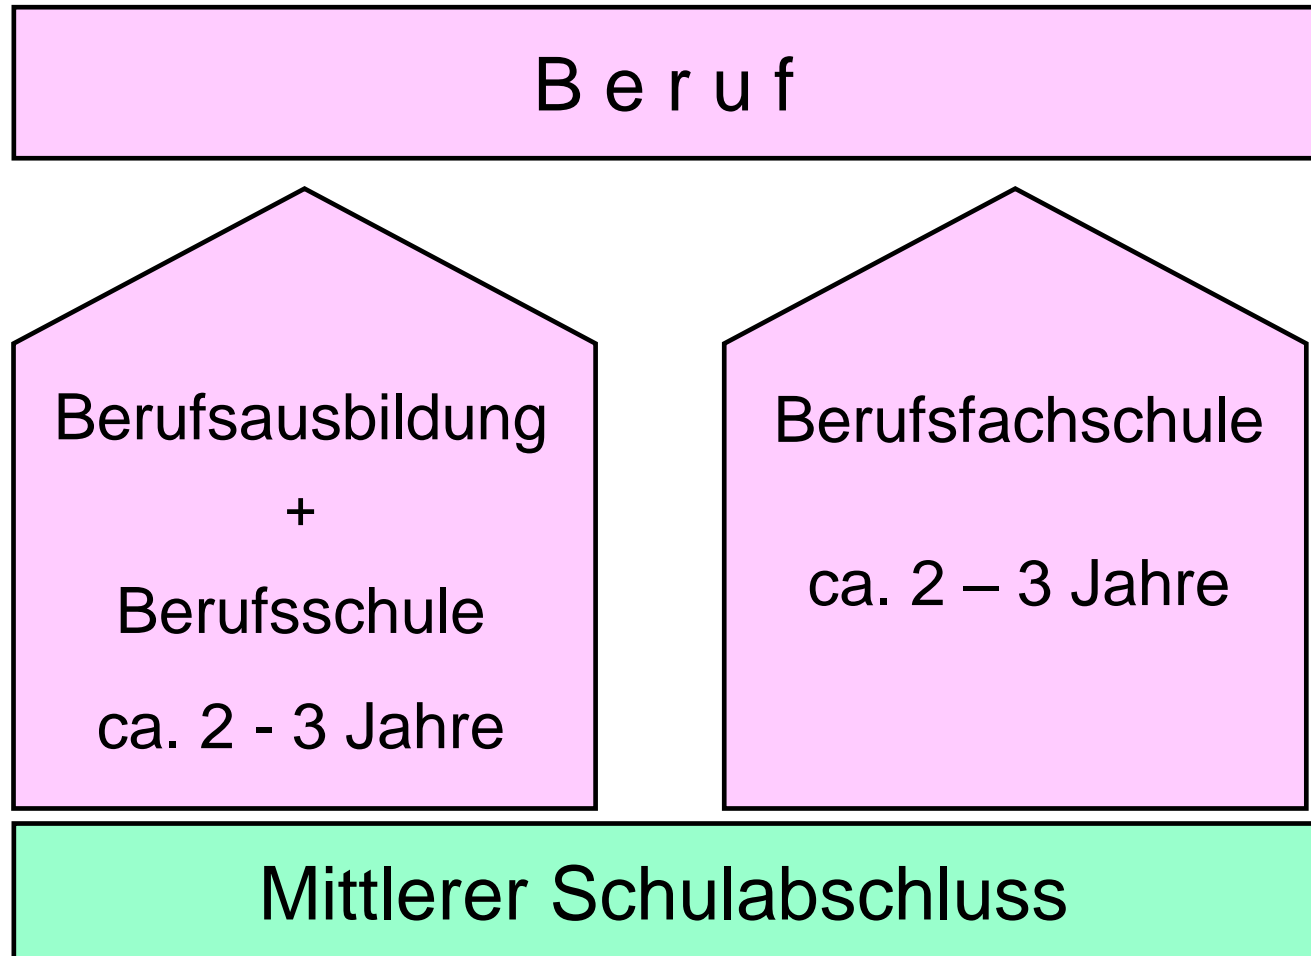 B e r u f
Berufsausbildung
+
Berufsschule
ca. 2 - 3 Jahre
Berufsfachschule
ca. 2 – 3 Jahre
Mittlerer Schulabschluss